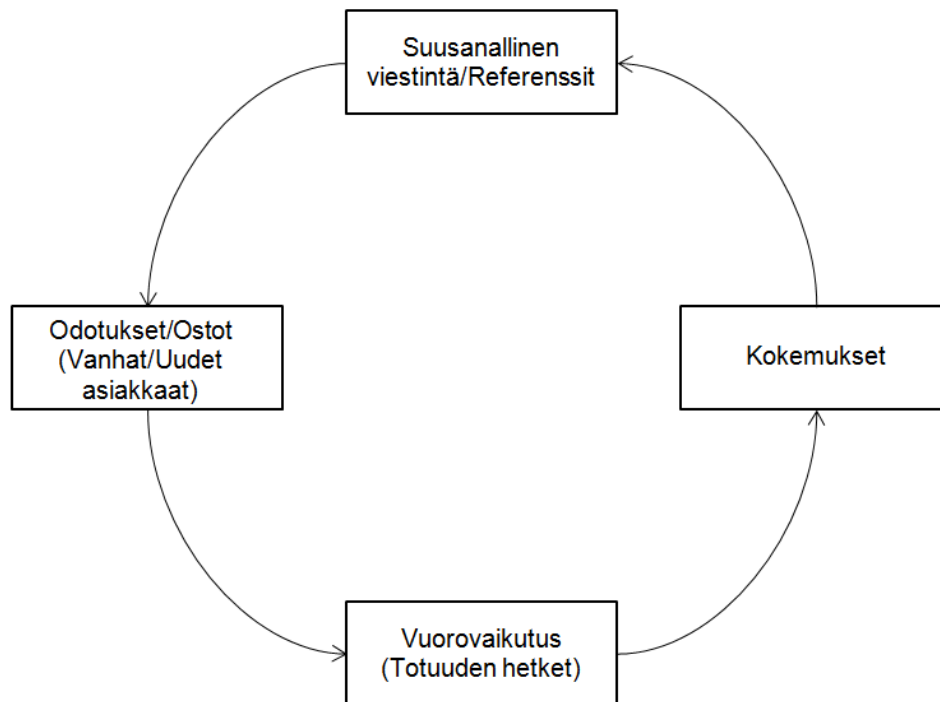 Suusanallinen
viestintä/Referenssit
Odotukset/Ostot
(Vanhat/Uudet
asiakkaat)
Kokemukset
Vuorovaikutus
(Totuuden hetket)